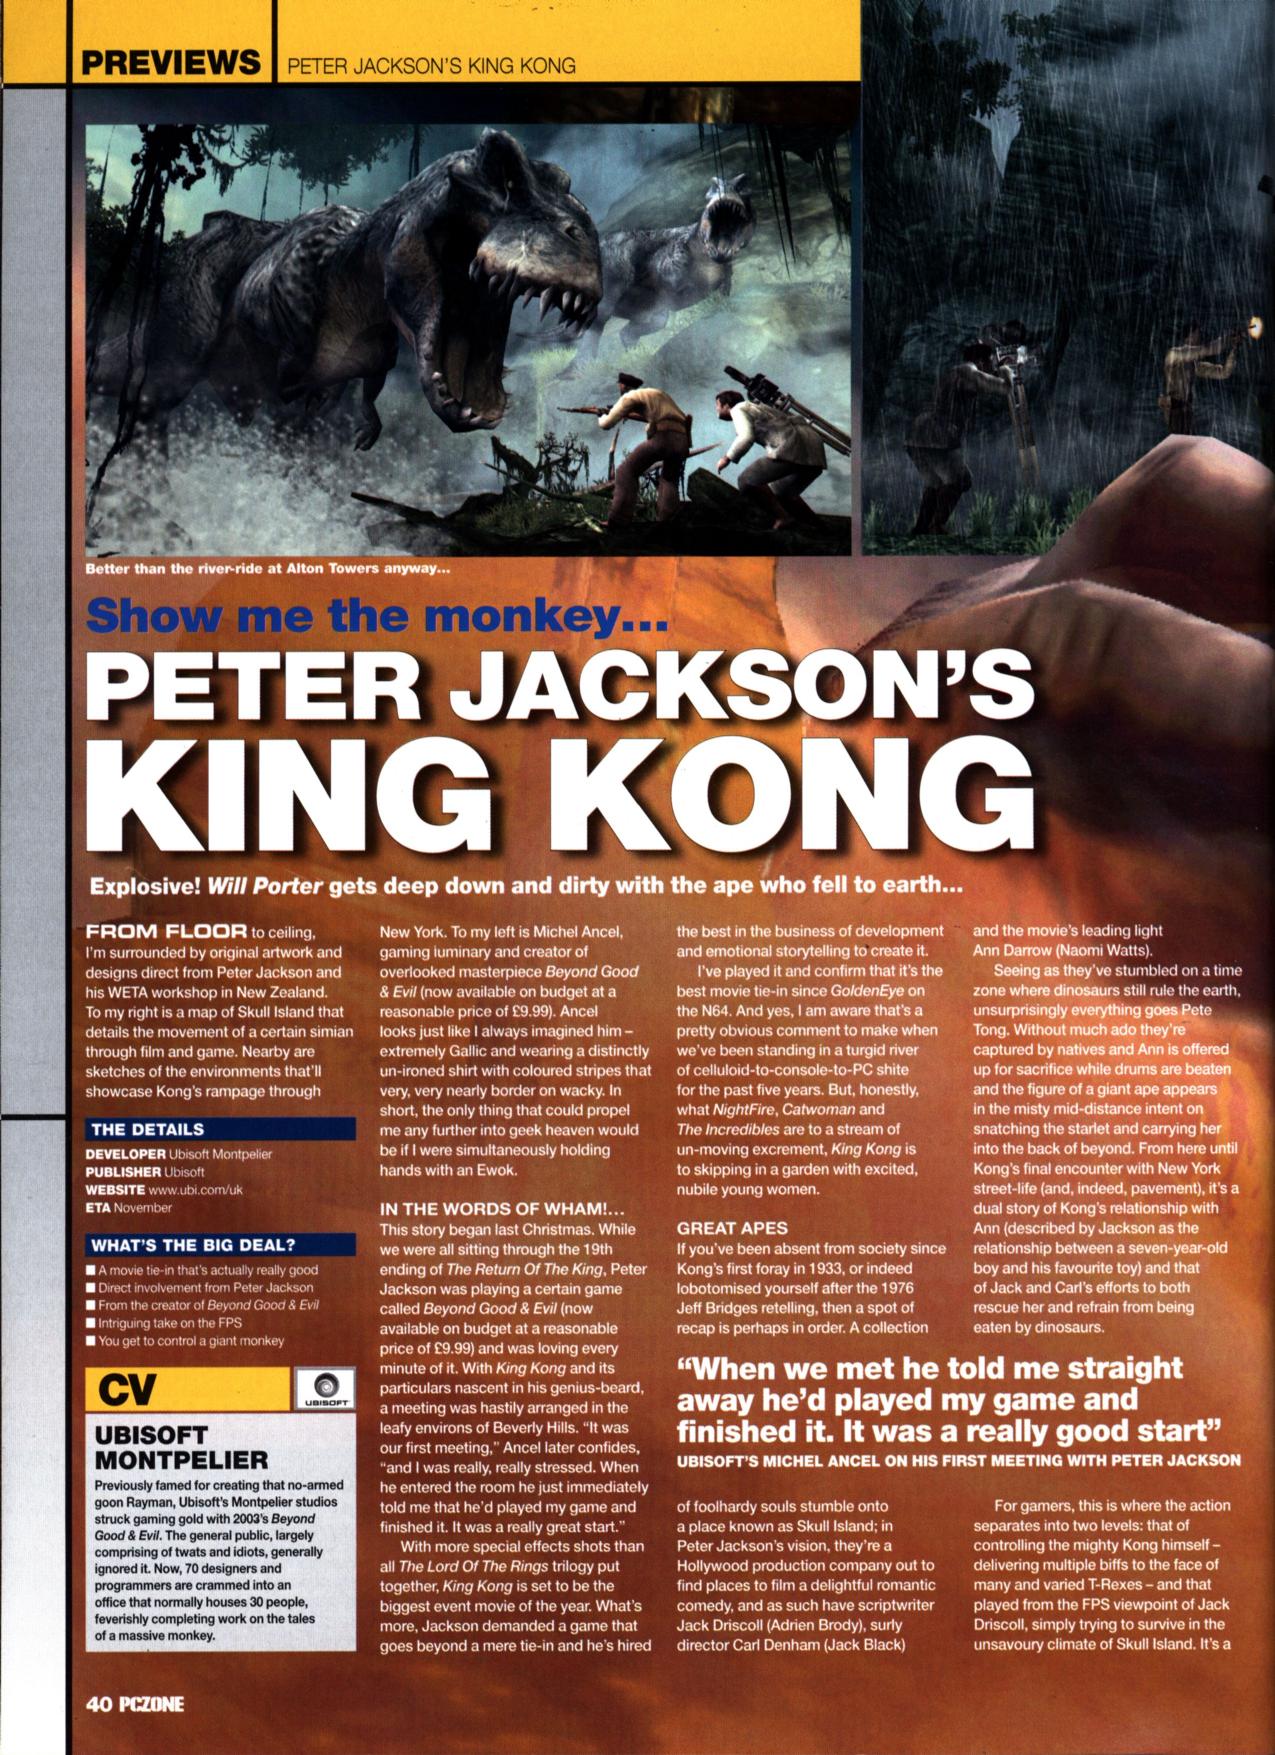 PREVIEWS
PETER JACKSON'S KING KONG
Better than the river-ride at Alton Towers anyway...
Show me the monkey...
PETER JACKSON'S
KING KONG
Explosive! Will Porter gets deep down and dirty with the ape who fell to earth...
FROM FLOOR to ceiling,
I'm surrounded by original artwork and
designs direct from Peter Jackson and
his WETA workshop in New Zealand.
To my right is a map of Skull Island that
details the movement of a certain simian
through film and game. Nearby are
sketches of the environments that'll
showcase Kong's rampage through
THE DETAILS
DEVELOPER Ubisoft Montpelier
PUBLISHER Ubisoft
WEBSITE www.ubi.com/uk
ETA November
WHAT'S THE BIG DEAL?
■ A movie tie-in that's actually really good
■ Direct involvement from Peter Jackson
■ From the creator of Beyond Good & Evil
■ Intriguing take on the FPS
■ You get to control a giant monkey
CV
UBISOFT
UBISOFT
MONTPELIER
Previously famed for creating that no-armed
goon Rayman, Ubisoft's Montpelier studios
struck gaming gold with 2003's Beyond
Good & Evil. The general public, largely
comprising of twats and idiots, generally
ignored it. Now, 70 designers and
programmers are crammed into an
office that normally houses 30 people,
feverishly completing work on the tales
of a massive monkey.
New York. To my left is Michel Ancel,
gaming luminary and creator of
overlooked masterpiece Beyond Good
& Evil (now available on budget at a
reasonable price of £9.99). Ancel
looks just like I always imagined him –
extremely Gallic and wearing a distinctly
un-ironed shirt with coloured stripes that
very, very nearly border on wacky. In
short, the only thing that could propel
me any further into geek heaven would
be if I were simultaneously holding
hands with an Ewok.
IN THE WORDS OF WHAM!...
This story began last Christmas. While
we were all sitting through the 19th
ending of The Return Of The King, Peter
Jackson was playing a certain game
called Beyond Good & Evil (now
available on budget at a reasonable
price of £9.99) and was loving every
minute of it. With King Kong and its
particulars nascent in his genius-beard,
a meeting was hastily arranged in the
leafy environs of Beverly Hills. "It was
our first meeting," Ancel later confides,
"and I was really, really stressed. When
he entered the room he just immediately
told me that he'd played my game and
finished it. It was a really great start."
With more special effects shots than
all The Lord Of The Rings trilogy put
together, King Kong is set to be the
biggest event movie of the year. What's
more, Jackson demanded a game that
goes beyond a mere tie-in and he's hired
the best in the business of development
and emotional storytelling to create it.
I've played it and confirm that it's the
best movie tie-in since GoldenEye on
the N64. And yes, I am aware that's a
pretty obvious comment to make when
we've been standing in a turgid river
of celluloid-to-console-to-PC shite
for the past five years. But, honestly,
what NightFire, Catwoman and
The Incredibles are to a stream of
un-moving excrement, King Kong is
to skipping in a garden with excited,
nubile young women.
GREAT APES
If you've been absent from society since
Kong's first foray in 1933, or indeed
lobotomised yourself after the 1976
Jeff Bridges retelling, then a spot of
recap is perhaps in order. A collection
and the movie's leading light
Ann Darrow (Naomi Watts).
Seeing as they've stumbled on a time
zone where dinosaurs still rule the earth,
unsurprisingly everything goes Pete
Tong. Without much ado they're
captured by natives and Ann is offered
up for sacrifice while drums are beaten
and the figure of a giant ape appears
in the misty mid-distance intent on
snatching the starlet and carrying her
into the back of beyond. From here until
Kong's final encounter with New York
street-life (and, indeed, pavement), it's a
dual story of Kong's relationship with
Ann (described by Jackson as the
relationship between a seven-year-old
boy and his favourite toy) and that
of Jack and Carl's efforts to both
rescue her and refrain from being
eaten by dinosaurs.
"When we met he told me straight
away he'd played my game and
finished it. It was a really good start"
UBISOFT'S MICHEL ANCEL ON HIS FIRST MEETING WITH PETER JACKSON
of foolhardy souls stumble onto
a place known as Skull Island; in
Peter Jackson's vision, they're a
Hollywood production company out to
find places to film a delightful romantic
comedy, and as such have scriptwriter
Jack Driscoll (Adrien Brody), surly
director Carl Denham (Jack Black)
For gamers, this is where the action
separates into two levels: that of
controlling the mighty Kong himself –
delivering multiple biffs to the face of
many and varied T-Rexes – and that
played from the FPS viewpoint of Jack
Driscoll, simply trying to survive in the
unsavoury climate of Skull Island. It's a
40 PCZONE